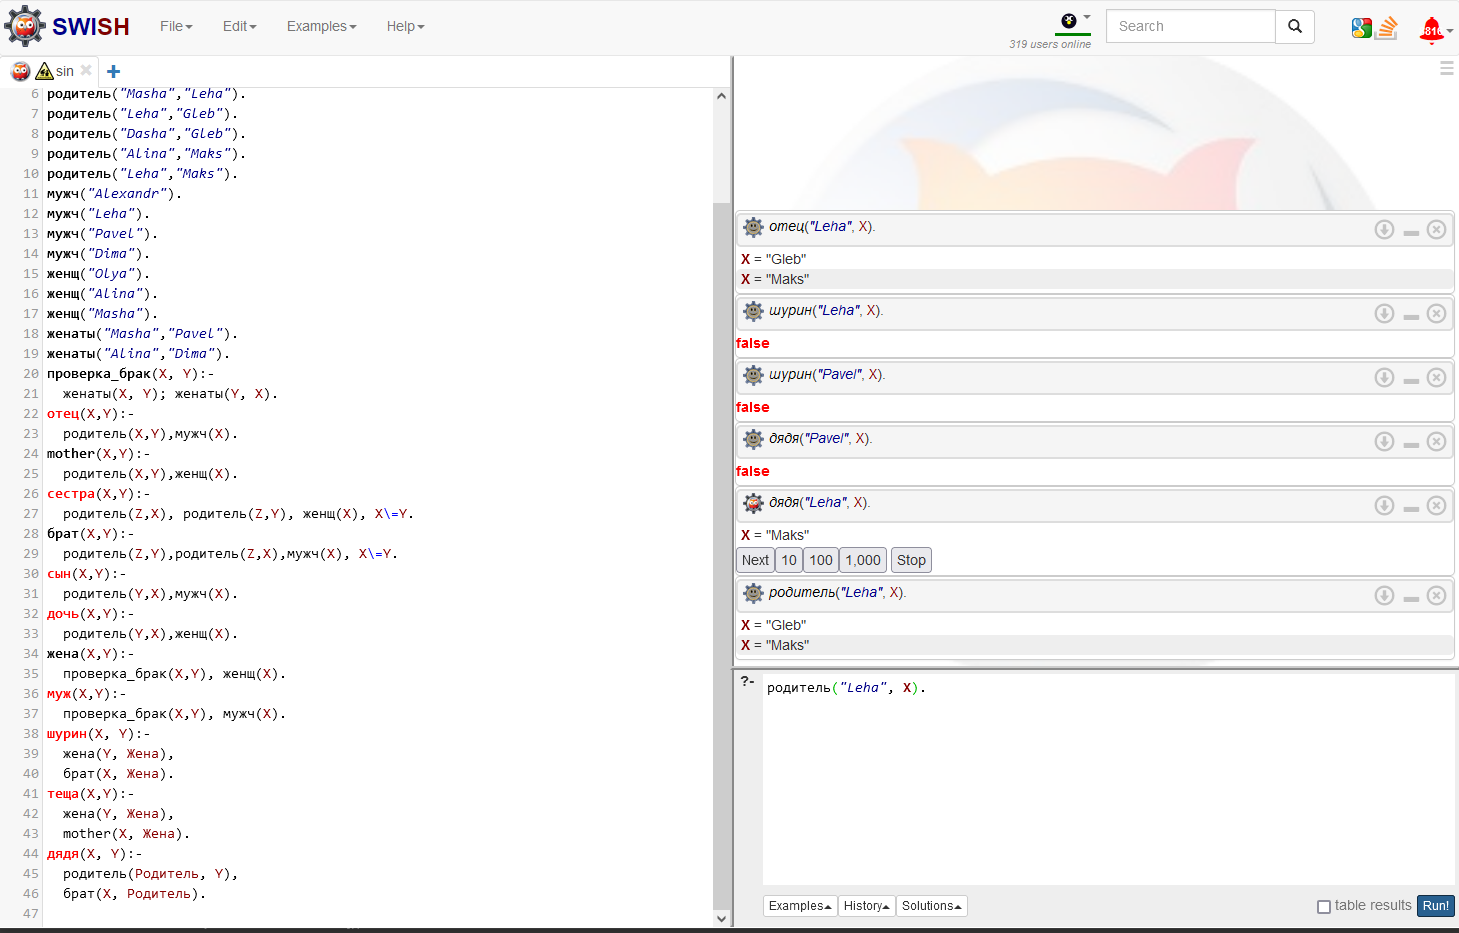 SWISH File Edit Examples Help 319 users online Search 816
sin
6 родитель("Masha","Leha").
7 родитель("Leha","Gleb").
8 родитель("Dasha","Gleb").
9 родитель("Alina","Maks").
10 родитель("Leha","Maks").
11 мужч("Alexandr").
12 мужч("Leha").
13 мужч("Pavel").
14 мужч("Dima").
15 женщ("Olya").
16 женщ("Alina").
17 женщ("Masha").
18 женаты("Masha","Pavel").
19 женаты("Alina","Dima").
20 проверка_брак(X, Y):-
21 женаты(X, Y); женаты(Y, X).
22 отец(X,Y):-
23 родитель(X,Y),мужч(X).
24 mother(X,Y):-
25 родитель(X,Y),женщ(X).
26 сестра(X,Y):-
27 родитель(Z,X), родитель(Z,Y), женщ(X), X\=Y.
28 брат(X,Y):-
29 родитель(Z,Y),родитель(Z,X),мужч(X), X\=Y.
30 сын(X,Y):-
31 родитель(Y,X),мужч(X).
32 дочь(X,Y):-
33 родитель(Y,X),женщ(X).
34 жена(X,Y):-
35 проверка_брак(X,Y), женщ(X).
36 муж(X,Y):-
37 проверка_брак(X,Y), мужч(X).
38 шурин(X, Y):-
39 жена(Y, Жена),
40 брат(X, Жена).
41 теща(X,Y):-
42 жена(Y, Жена),
43 mother(X, Жена).
44 дядя(X, Y):-
45 родитель(Родитель, Y),
46 брат(X, Родитель).
47
отец("Leha", X).
X = "Gleb"
X = "Maks"
шурин("Leha", X).
false
шурин("Pavel", X).
false
дядя("Pavel", X).
false
дядя("Leha", X).
X = "Maks"
Next 10 100 1,000 Stop
родитель("Leha", X).
X = "Gleb"
X = "Maks"
?- родитель("Leha", X).
Examples History Solutions table results Run!